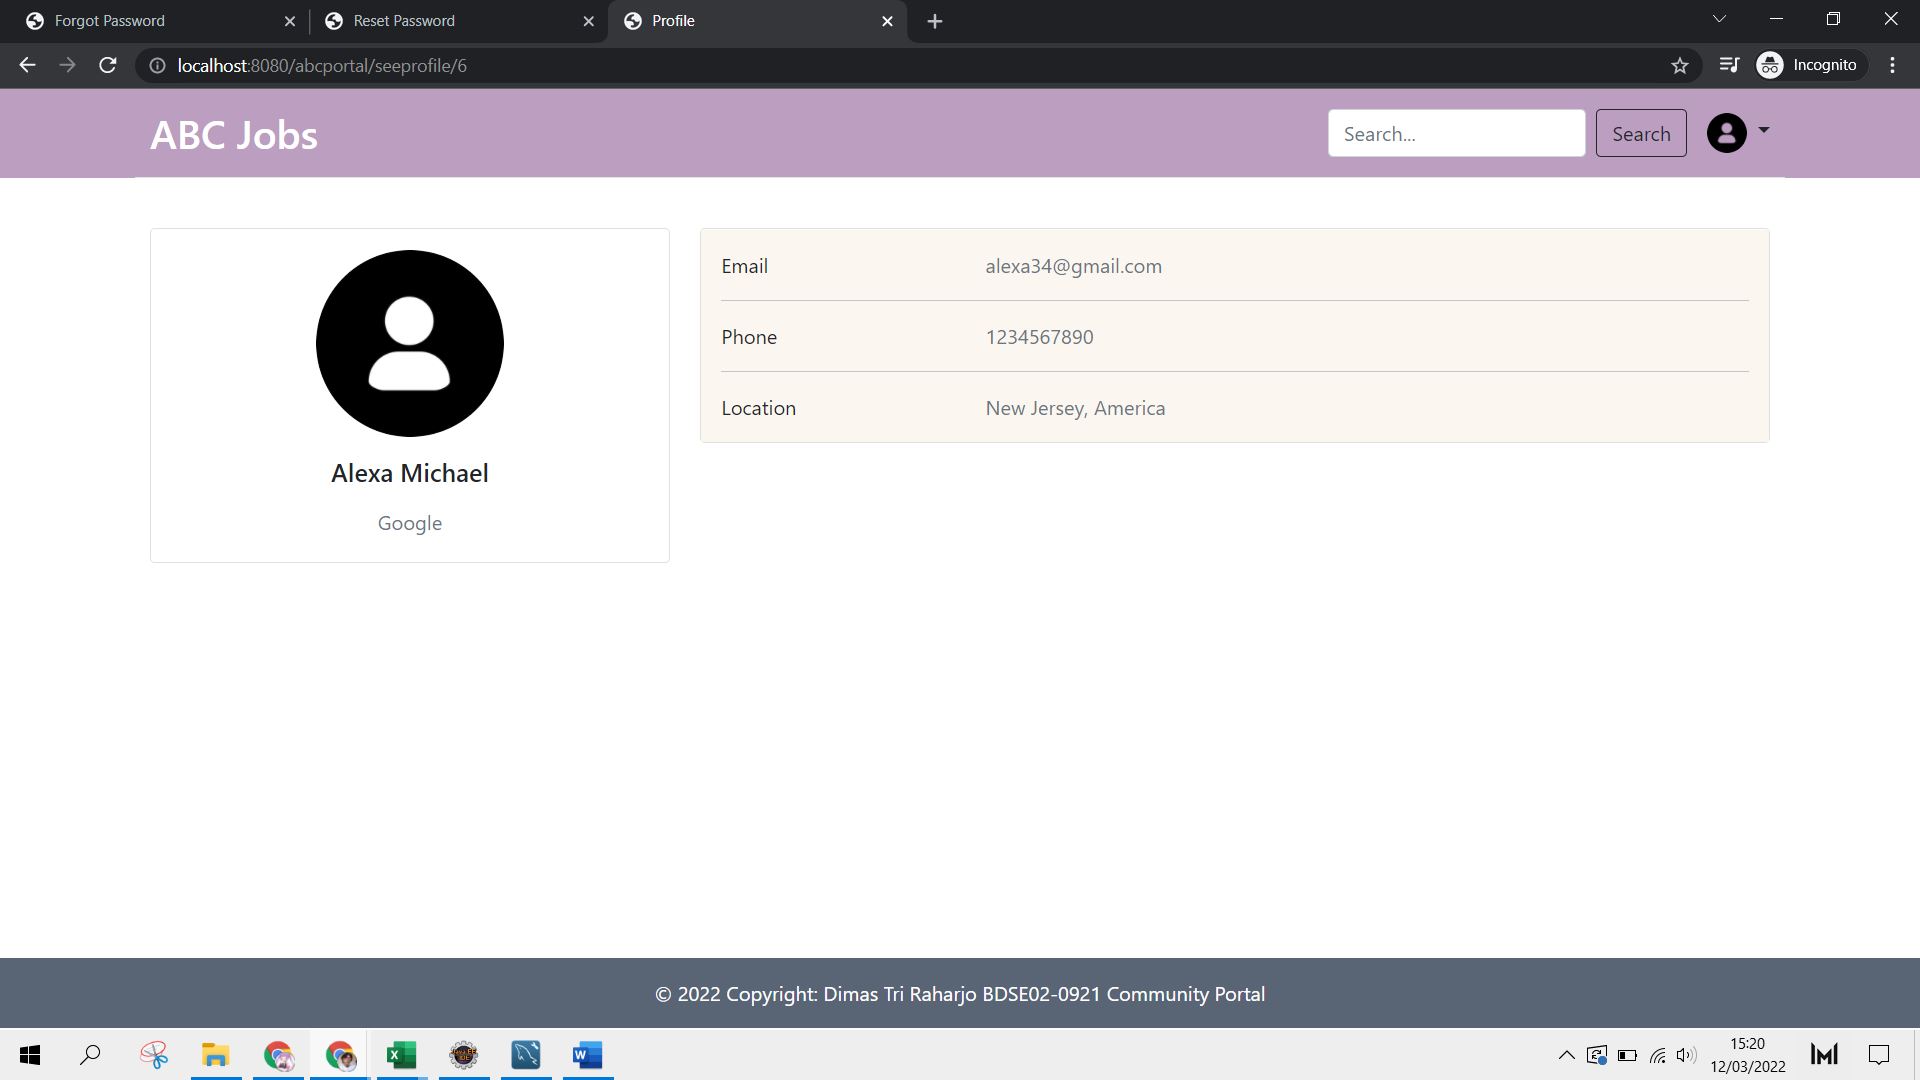 Forgot Password
Reset Password
Profile
localhost:8080/abcportal/seeprofile/6
Incognito
ABC Jobs
Search...
Search
Alexa Michael
Google
Email
alexa34@gmail.com
Phone
1234567890
Location
New Jersey, America
© 2022 Copyright: Dimas Tri Raharjo BDSE02-0921 Community Portal
15:20
12/03/2022